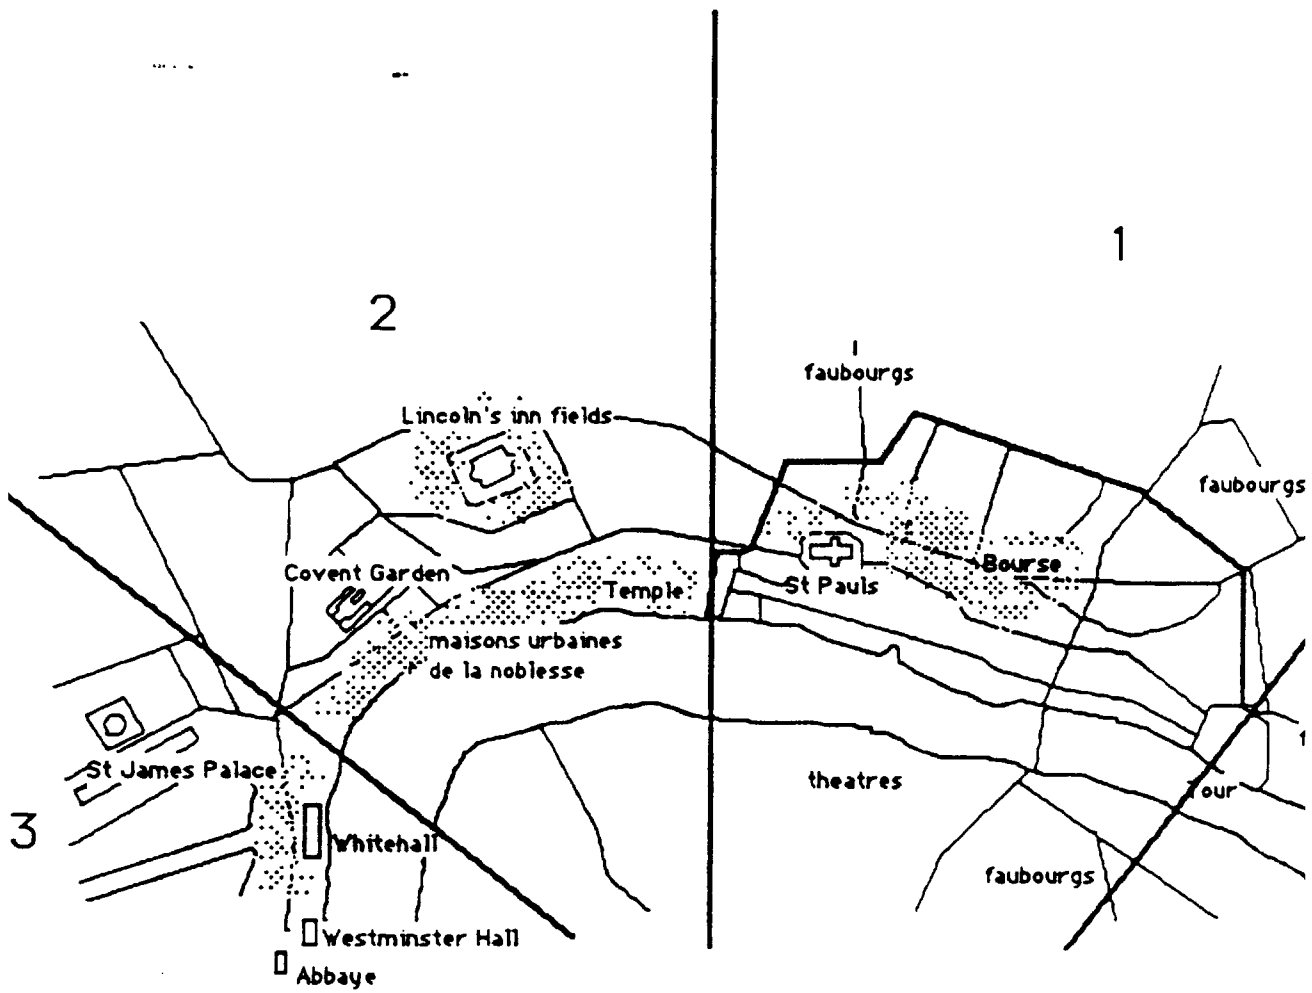 1
2
faubourgs
Lincoln's inn fields
faubourgs
Bourse
Covent Garden
St Pauls
Temple
maisons urbaines
de la noblesse
St James Palace
theatres
Tour
3
Whitehall
faubourgs
Westminster Hall
Abbaye